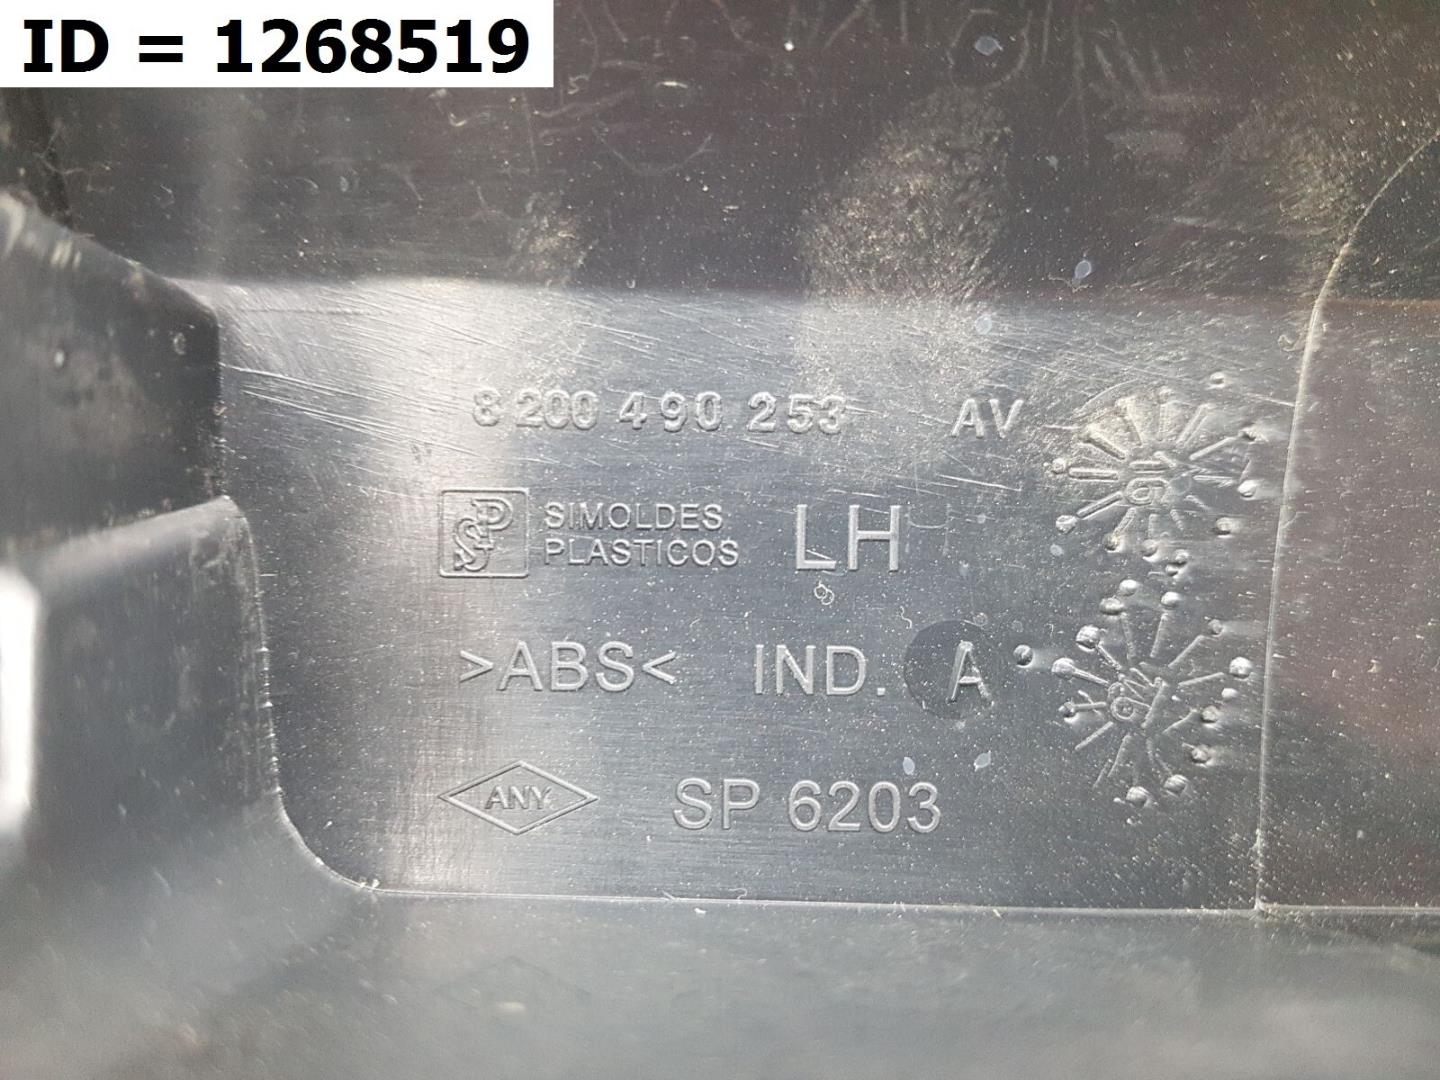 ID = 1268519
8 200 490 253 AV
SIMOLDES
PLASTICOS
LH
>ABS< IND. A
ANY SP 6203